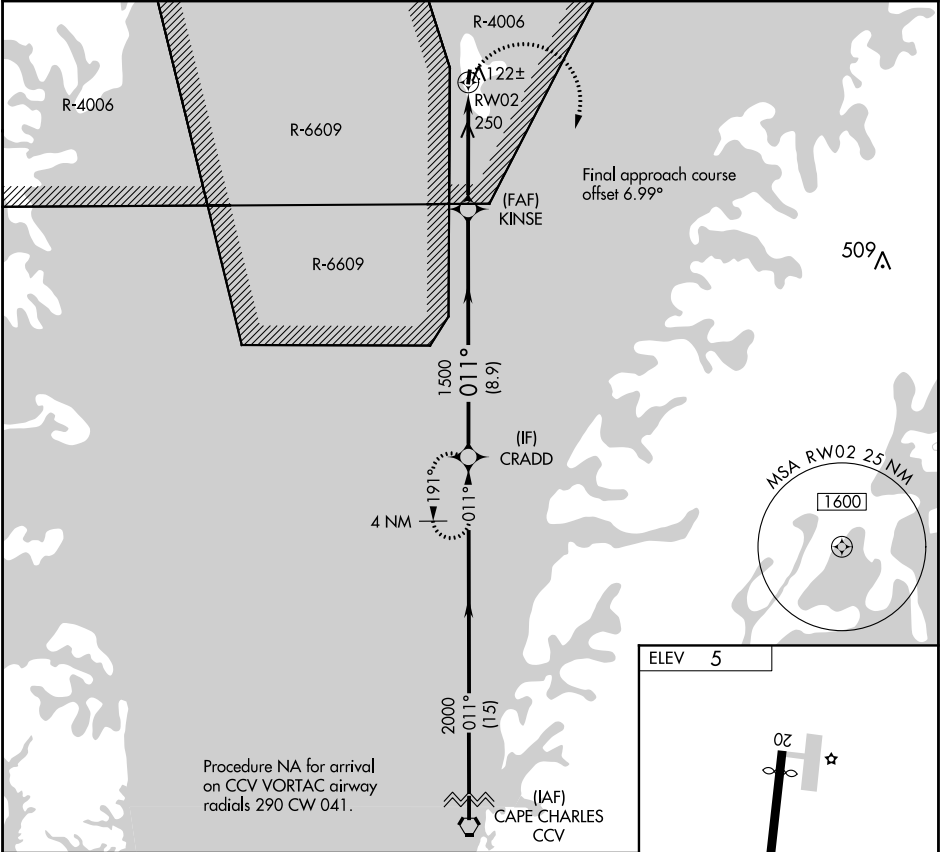 R-4006
R-4006
122±
RW02
250
R-6609
Final approach course
offset 6.99°
(FAF)
KINSE
509
R-6609
1500
011°
(8.9)
(IF)
CRADD
191°
011°
4 NM
MSA RW02 25 NM
1600
2000
011°
(15)
ELEV 5
20
Procedure NA for arrival
on CCV VORTAC airway
radials 290 CW 041.
(IAF)
CAPE CHARLES
CCV